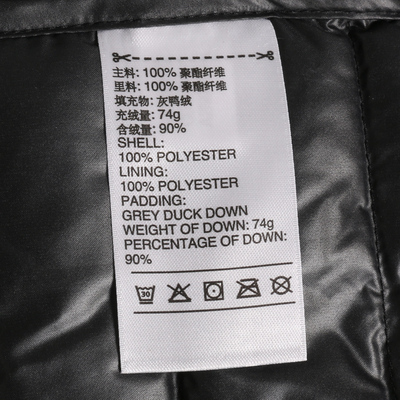 主料: 100% 聚酯纤维
里料: 100% 聚酯纤维
填充物: 灰鸭绒
充绒量: 74g
含绒量: 90%
SHELL:
100% POLYESTER
LINING:
100% POLYESTER
PADDING:
GREY DUCK DOWN
WEIGHT OF DOWN: 74g
PERCENTAGE OF DOWN:
90%
30